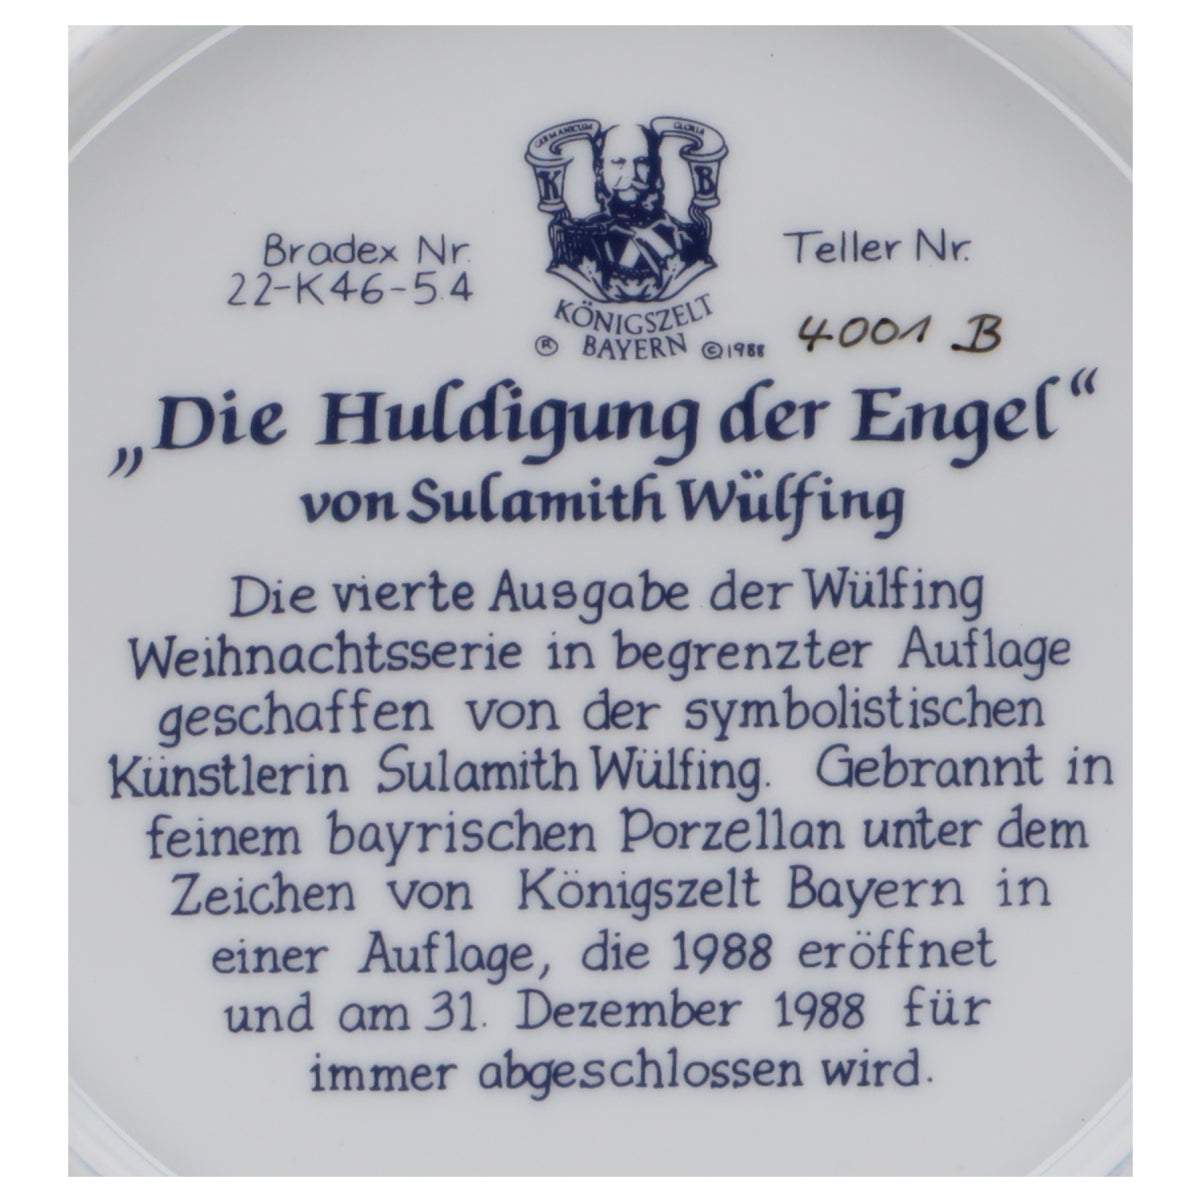 GERMANICUM GLORIA
K B
Bradex Nr.
22-K46-5.4
KÖNIGSZELT
® BAYERN ©1988
Teller Nr.
4001 B
„Die Huldigung der Engel“
von Sulamith Wülfing
Die vierte Ausgabe der Wülfing
Weihnachtsserie in begrenzter Auflage
geschaffen von der symbolistischen
Künstlerin Sulamith Wülfing. Gebrannt in
feinem bayrischen Porzellan unter dem
Zeichen von Königszelt Bayern in
einer Auflage, die 1988 eröffnet
und am 31. Dezember 1988 für
immer abgeschlossen wird.